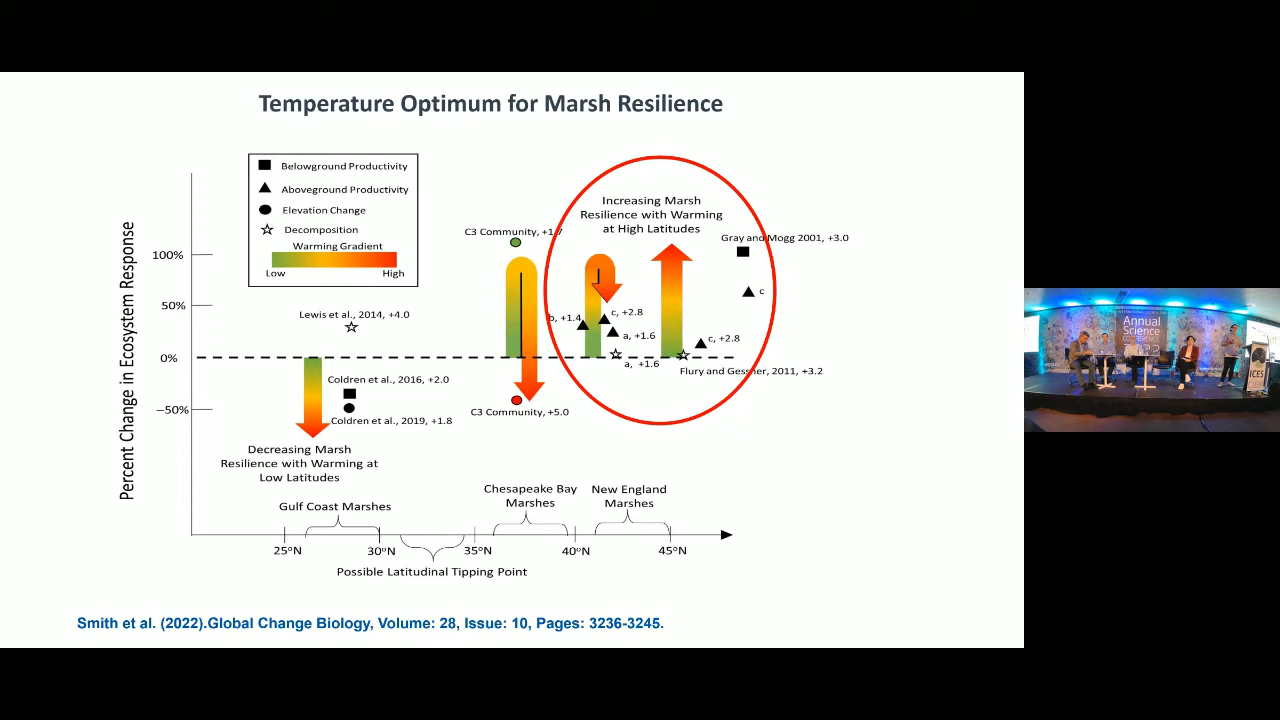 Temperature Optimum for Marsh Resilience
Percent Change in Ecosystem Response
100%
50%
0%
−50%
Belowground Productivity
Aboveground Productivity
Elevation Change
Decomposition
Warming Gradient
Low High
Lewis et al., 2014, +4.0
Coldren et al., 2016, +2.0
Coldren et al., 2019, +1.8
Decreasing Marsh
Resilience with Warming at
Low Latitudes
C3 Community, +1.7
C3 Community, +5.0
Increasing Marsh
Resilience with Warming
at High Latitudes
Gray and Mogg 2001, +3.0
c
b, +1.4
c, +2.8
a, +1.6
a, +1.6
c, +2.8
Flury and Gessner, 2011, +3.2
Gulf Coast Marshes
Chesapeake Bay
Marshes
New England
Marshes
25°N
30°N
35°N
40°N
45°N
Possible Latitudinal Tipping Point
Smith et al. (2022).Global Change Biology, Volume: 28, Issue: 10, Pages: 3236-3245.
Annual
Science
ICES